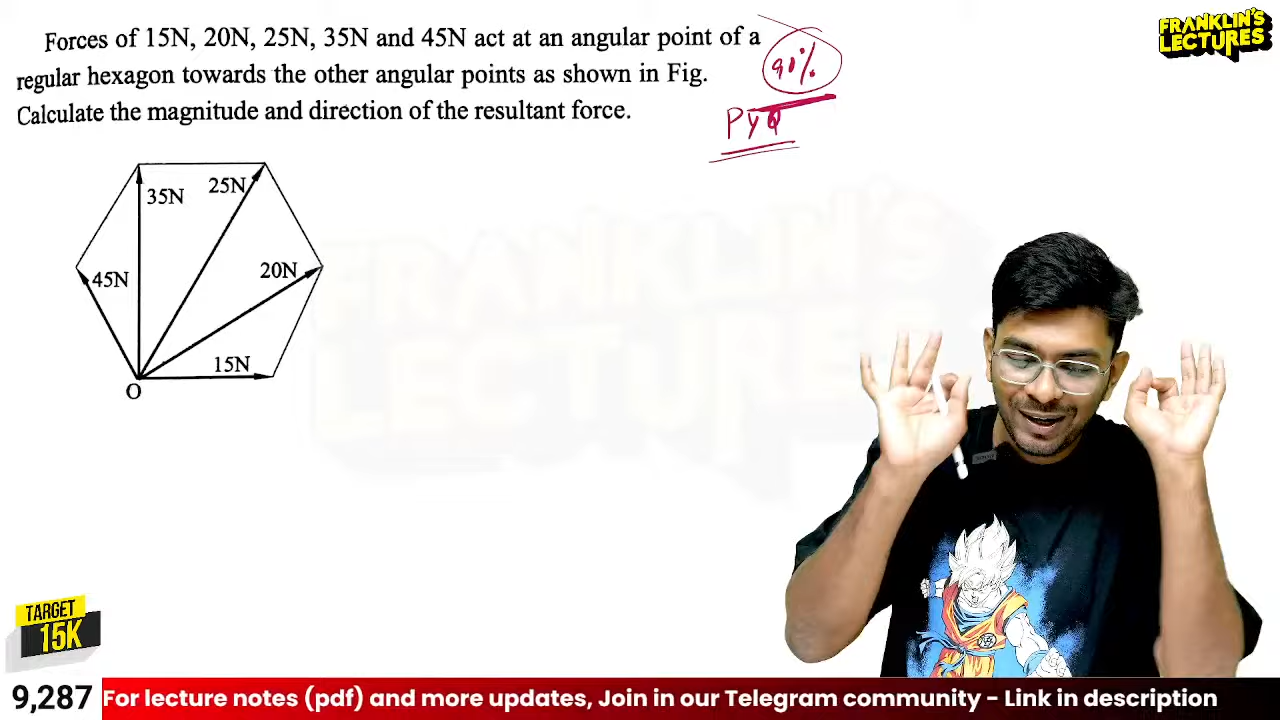 Forces of 15N, 20N, 25N, 35N and 45N act at an angular point of a
regular hexagon towards the other angular points as shown in Fig.
Calculate the magnitude and direction of the resultant force.
90%
PYQ
FRANKLIN'S
LECTURES
35N
25N
45N
20N
15N
O
FRANKLIN'S
LECTURES
TARGET
15K
9,287
For lecture notes (pdf) and more updates, Join in our Telegram community - Link in description